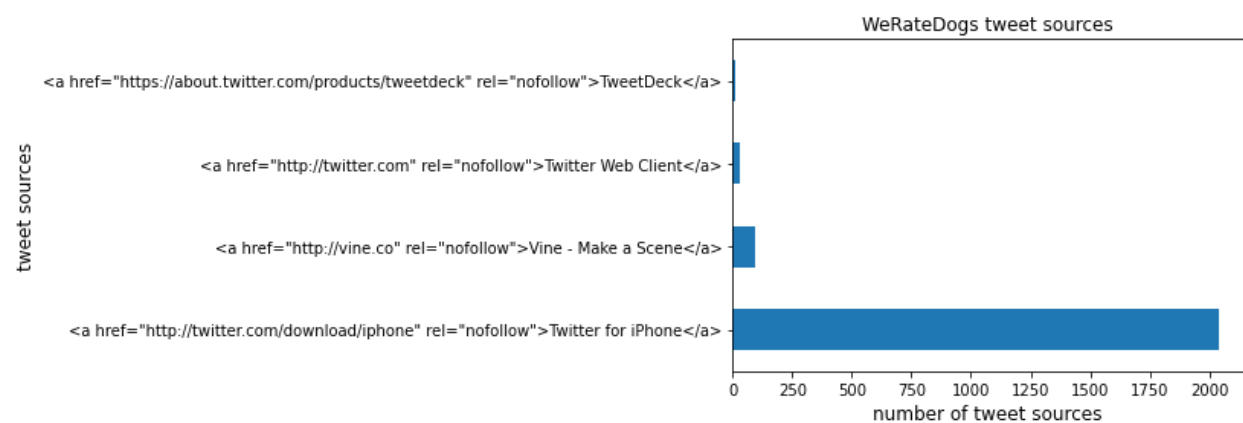 WeRateDogs tweet sources
<a href="https://about.twitter.com/products/tweetdeck" rel="nofollow">TweetDeck</a>
<a href="http://twitter.com" rel="nofollow">Twitter Web Client</a>
<a href="http://vine.co" rel="nofollow">Vine - Make a Scene</a>
<a href="http://twitter.com/download/iphone" rel="nofollow">Twitter for iPhone</a>
tweet sources
0 250 500 750 1000 1250 1500 1750 2000
number of tweet sources